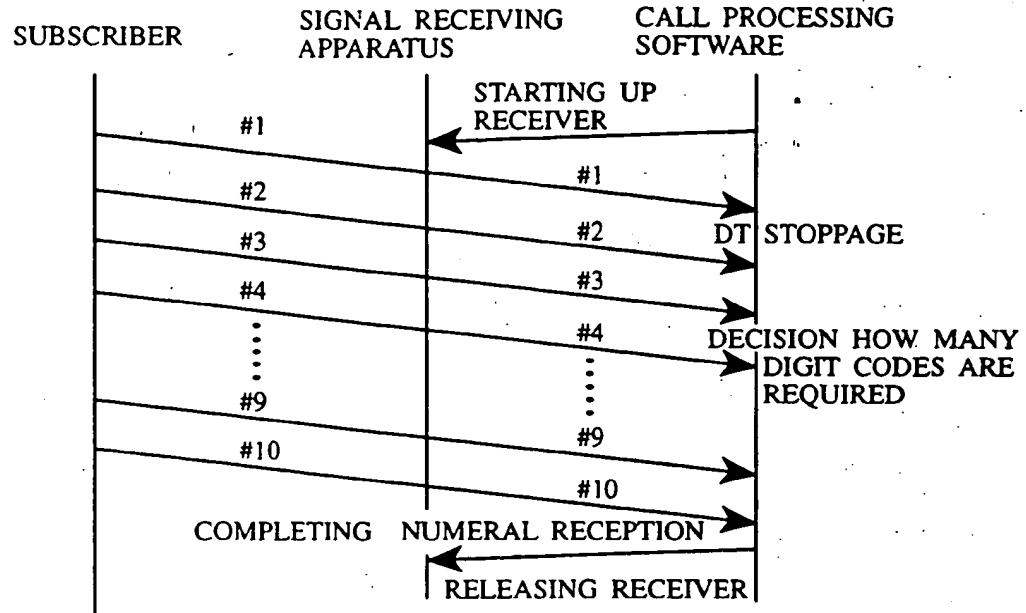 SUBSCRIBER
SIGNAL RECEIVING
APPARATUS
CALL PROCESSING
SOFTWARE
STARTING UP
RECEIVER
#1
#1
#2
#2
DT STOPPAGE
#3
#3
#4
#4
DECISION HOW MANY
DIGIT CODES ARE
REQUIRED
#9
#9
#10
#10
COMPLETING NUMERAL RECEPTION
RELEASING RECEIVER